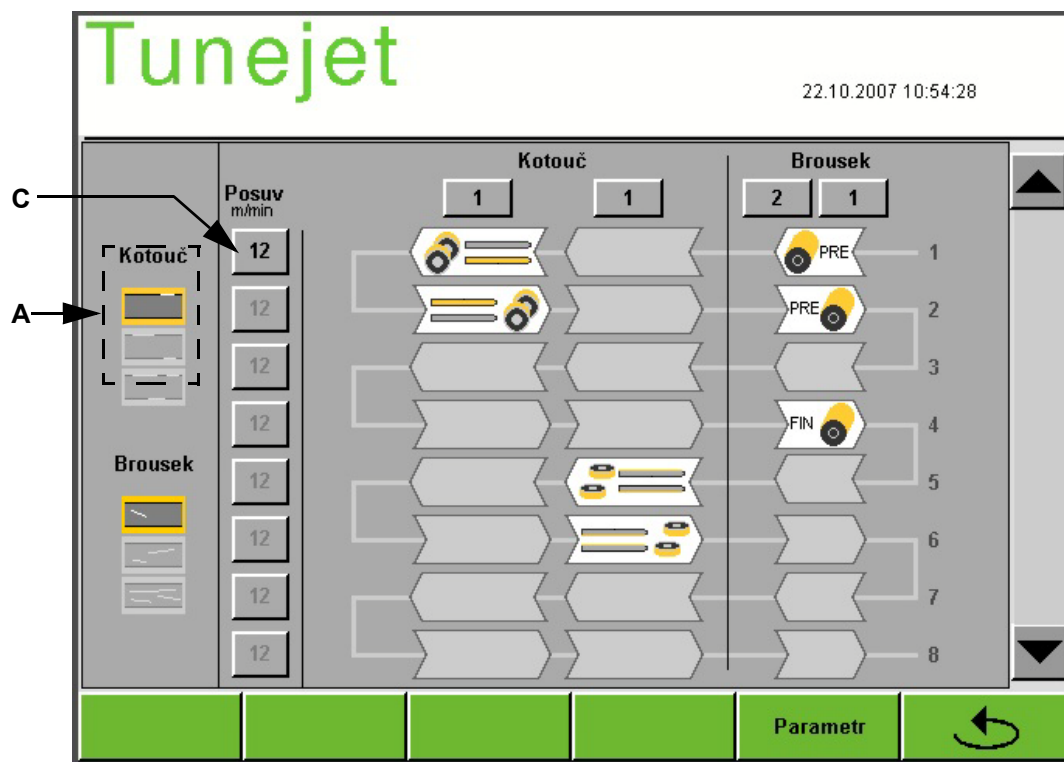 Tunejet
22.10.2007 10:54:28
Kotouč Brousek
C
Posuv
m/min
1 1 2 1
Kotouč
12 PRE 1
A
12 PRE 2
12 3
12 FIN 4
Brousek
12 5
12 6
12 7
12 8
Parametr